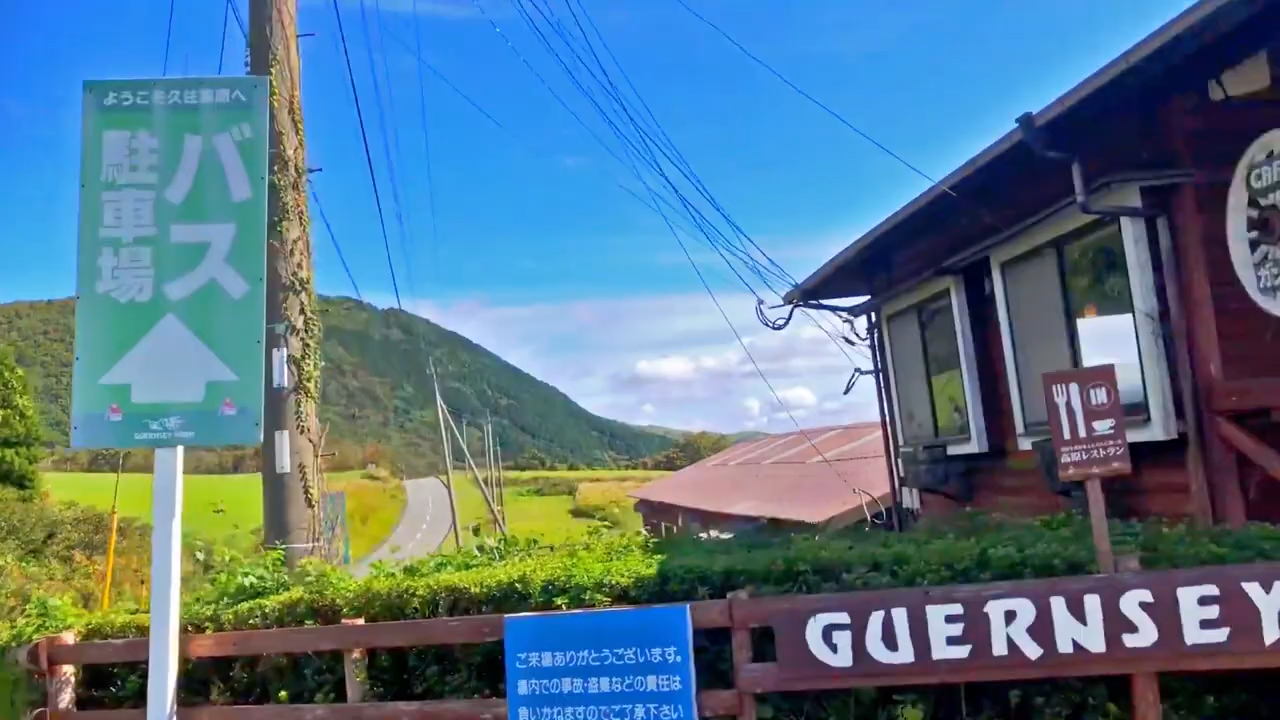 ようこそ久住高原へ
バス
駐車場
GUERNSEY FARM
ご来場ありがとうございます。
場内での事故・盗難などの責任は
負いかねますのでご了承下さい
IN
高原レストラン
GUERNSEY